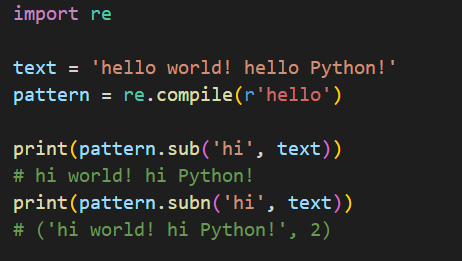 import re
text = 'hello world! hello Python!'
pattern = re.compile(r'hello')
print(pattern.sub('hi', text))
# hi world! hi Python!
print(pattern.subn('hi', text))
# ('hi world! hi Python!', 2)